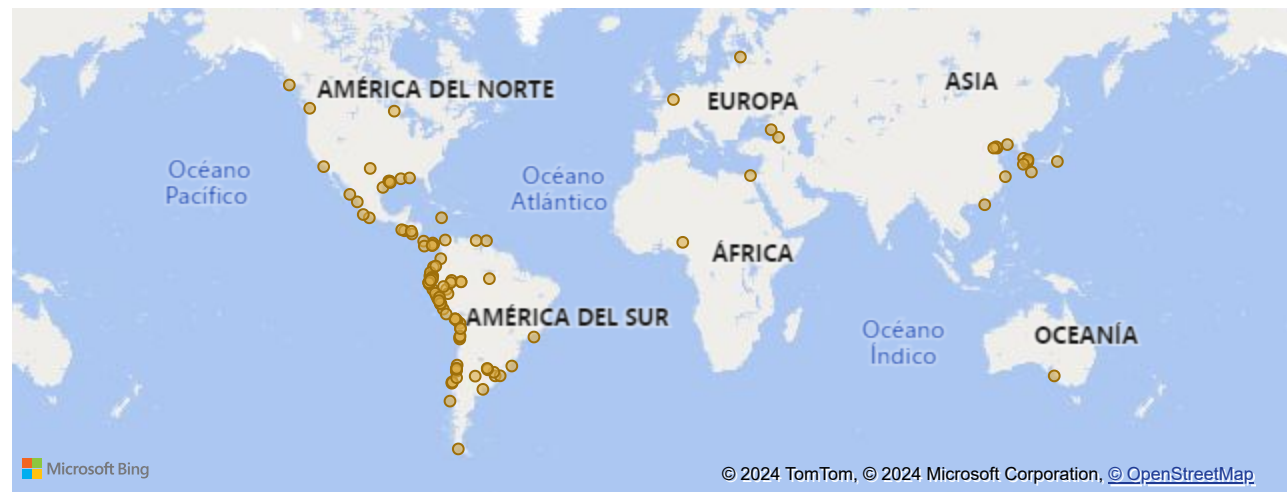 AMÉRICA DEL NORTE
ASIA
EUROPA
Océano
Pacífico
Océano
Atlántico
ÁFRICA
AMÉRICA DEL SUR
Océano
Índico
OCEANÍA
Microsoft Bing
© 2024 TomTom, © 2024 Microsoft Corporation, © OpenStreetMap